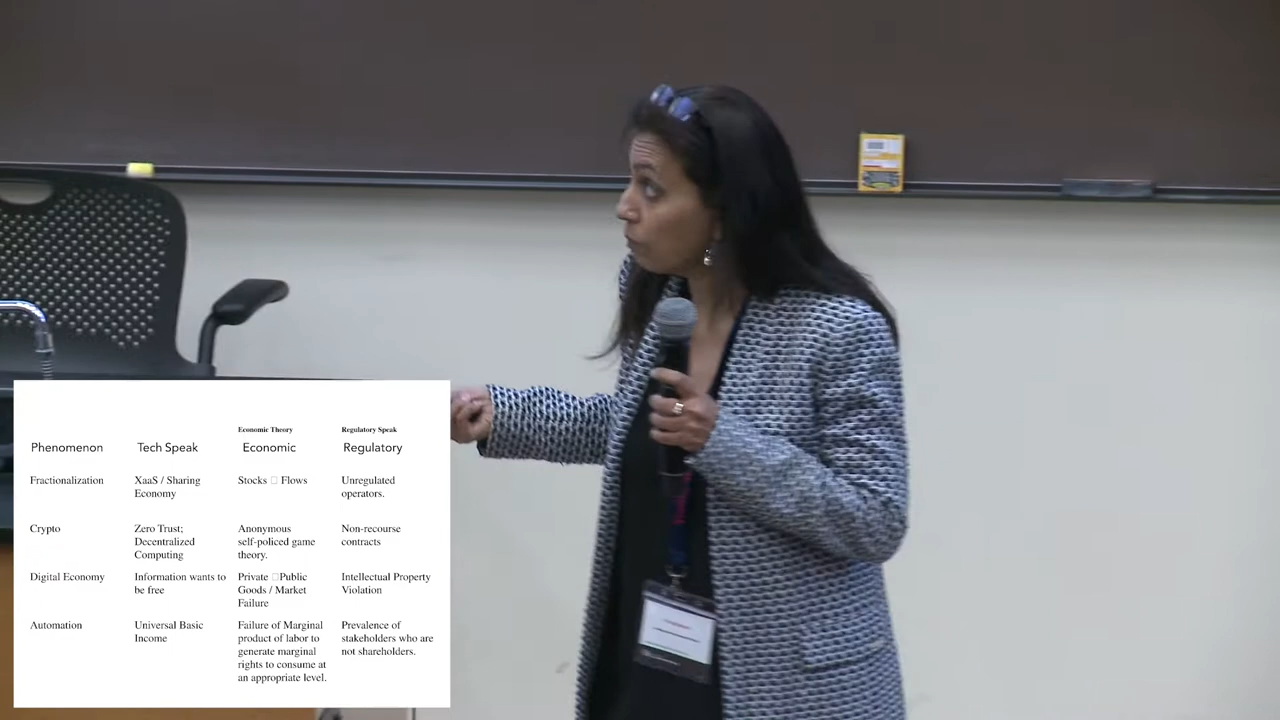 Economic Theory Regulatory Speak
Phenomenon Tech Speak Economic Regulatory
Fractionalization XaaS / Sharing Stocks □ Flows Unregulated
Economy operators.
Crypto Zero Trust; Anonymous Non-recourse
Decentralized self-policed game contracts
Computing theory.
Digital Economy Information wants to Private □Public Intellectual Property
be free Goods / Market Violation
Failure
Automation Universal Basic Failure of Marginal Prevalence of
Income product of labor to stakeholders who are
generate marginal not shareholders.
rights to consume at
an appropriate level.